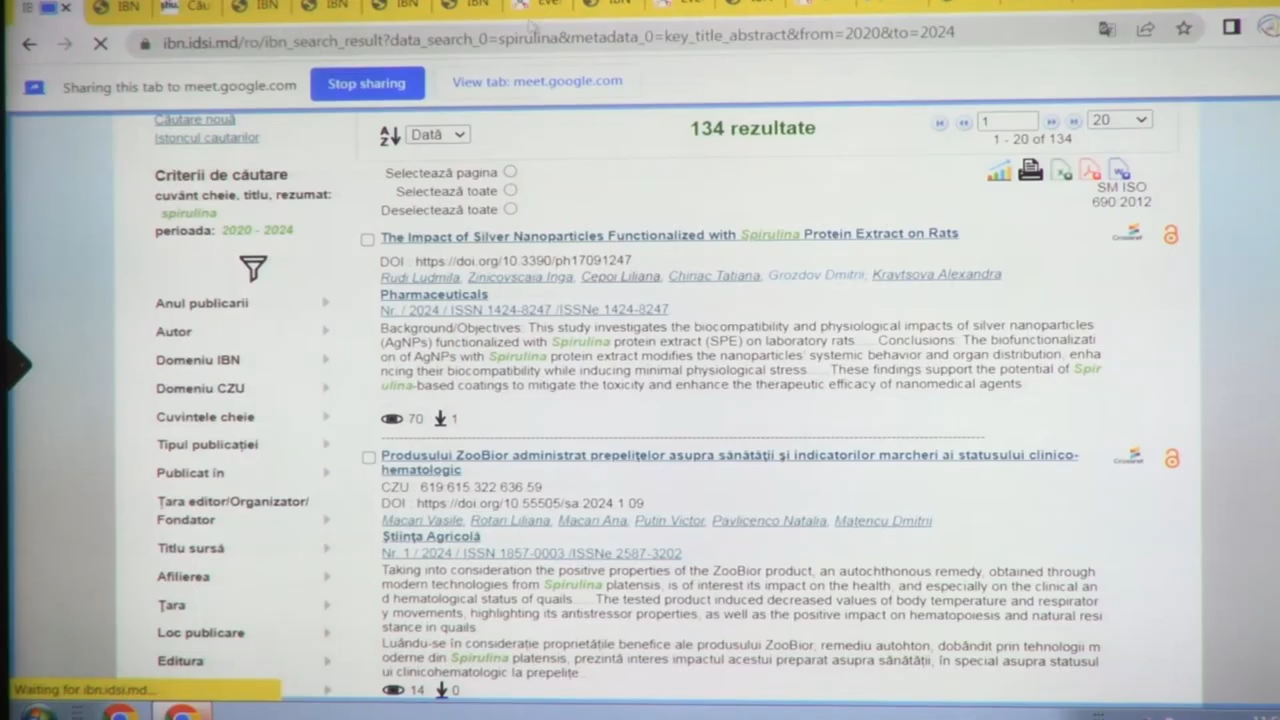 IB
IBN
știu.
Cău
IBN
IBN
IBN
IBN
Eve
IBN
ibn.idsi.md/ro/ibn_search_result?data_search_0=spirulina&metadata_0=key_title_abstract&from=2020&to=2024
Sharing this tab to meet.google.com
Stop sharing
View tab: meet.google.com
Căutare nouă
Istoricul căutărilor
A
Z
Dată
134 rezultate
1
20
1 - 20 of 134
Criterii de căutare
cuvânt cheie, titlu, rezumat:
spirulina
perioada: 2020 - 2024
Anul publicarii
Autor
Domeniu IBN
Domeniu CZU
Cuvintele cheie
Tipul publicației
Publicat în
Țara editor/Organizator/
Fondator
Titlu sursă
Afilierea
Țara
Loc publicare
Editura
Selectează pagina
Selectează toate
Deselectează toate
SM ISO
690 2012
The Impact of Silver Nanoparticles Functionalized with Spirulina Protein Extract on Rats
DOI : https://doi.org/10.3390/ph17091247
Rudi Ludmila, Zinicovscaia Inga, Cepoi Liliana, Chiriac Tatiana, Grozdov Dmitrii, Kravtsova Alexandra
Pharmaceuticals
Nr. / 2024 / ISSN 1424-8247 /ISSNe 1424-8247
Background/Objectives: This study investigates the biocompatibility and physiological impacts of silver nanoparticles
(AgNPs) functionalized with Spirulina protein extract (SPE) on laboratory rats. ... Conclusions: The biofunctionalizati
on of AgNPs with Spirulina protein extract modifies the nanoparticles' systemic behavior and organ distribution, enha
ncing their biocompatibility while inducing minimal physiological stress. ... These findings support the potential of Spir
ulina-based coatings to mitigate the toxicity and enhance the therapeutic efficacy of nanomedical agents.
70
1
Produsului ZooBior administrat prepelițelor asupra sănătății și indicatorilor marcheri ai statusului clinico-
hematologic
CZU : 619:615.322:636.59
DOI : https://doi.org/10.55505/sa.2024.1.09
Macari Vasile, Rotari Liliana, Macari Ana, Putin Victor, Pavlicenco Natalia, Mațencu Dmitrii
Știința Agricolă
Nr. 1 / 2024 / ISSN 1857-0003 /ISSNe 2587-3202
Taking into consideration the positive properties of the ZooBior product, an autochthonous remedy, obtained through
modern technologies from Spirulina platensis, is of interest its impact on the health, and especially on the clinical an
d hematological status of quails. ... The tested product induced decreased values of body temperature and respirator
y movements, highlighting its antistressor properties, as well as the positive impact on hematopoiesis and natural resi
stance in quails.
Luându-se în considerație proprietățile benefice ale produsului ZooBior, remediu autohton, dobândit prin tehnologii m
oderne din Spirulina platensis, prezintă interes impactul acestui preparat asupra sănătății, în special asupra statusul
ui clinicohematologic la prepelițe.
14
0
Waiting for ibn.idsi.md...